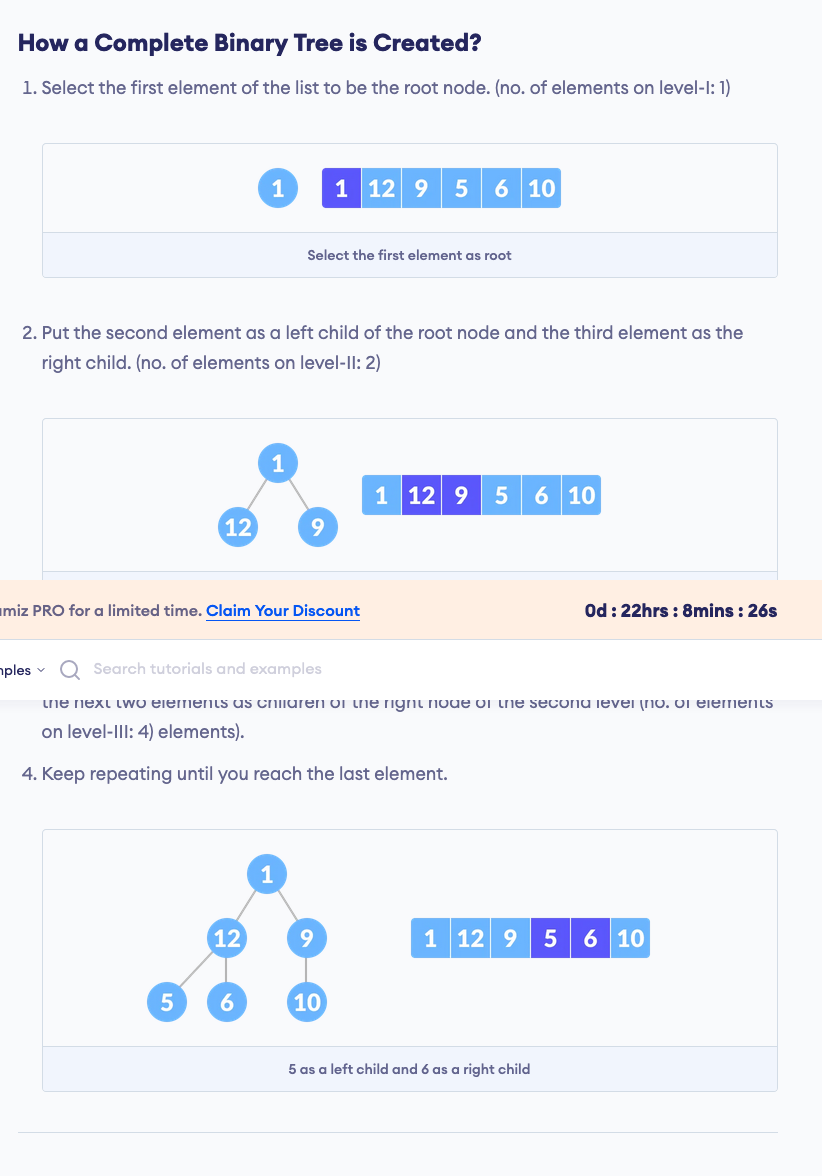 How a Complete Binary Tree is Created?
1. Select the first element of the list to be the root node. (no. of elements on level-I: 1)
1 1 12 9 5 6 10
Select the first element as root
2. Put the second element as a left child of the root node and the third element as the
right child. (no. of elements on level-II: 2)
1
1 12 9 5 6 10
12 9
PRO for a limited time. Claim Your Discount 0d : 22hrs : 8mins : 26s
Search tutorials and examples
the next two elements as children of the right node of the second level (no. of elements
on level-III: 4) elements).
4. Keep repeating until you reach the last element.
1
12 9 1 12 9 5 6 10
5 6 10
5 as a left child and 6 as a right child